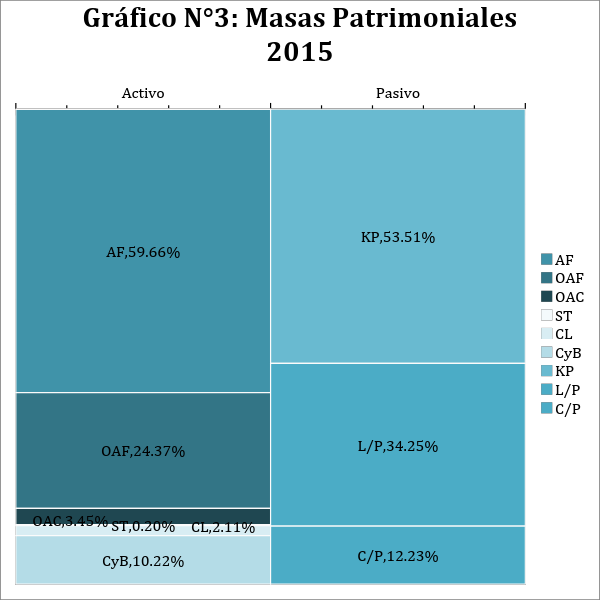 Gráfico N°3: Masas Patrimoniales
2015
Activo
Pasivo
AF,59.66%
KP,53.51%
OAF,24.37%
L/P,34.25%
OAC,3.45%
ST,0.20%
CL,2.11%
CyB,10.22%
C/P,12.23%
AF
OAF
OAC
ST
CL
CyB
KP
L/P
C/P